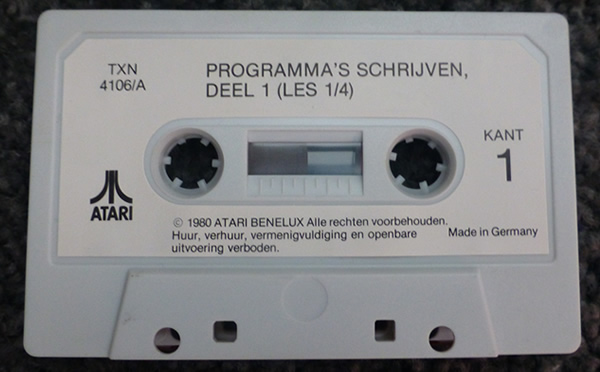 TXN
4106/A
PROGRAMMA'S SCHRIJVEN,
DEEL 1 (LES 1/4)
KANT
1
ATARI
© 1980 ATARI BENELUX Alle rechten voorbehouden.
Huur, verhuur, vermenigvuldiging en openbare
uitvoering verboden.
Made in Germany